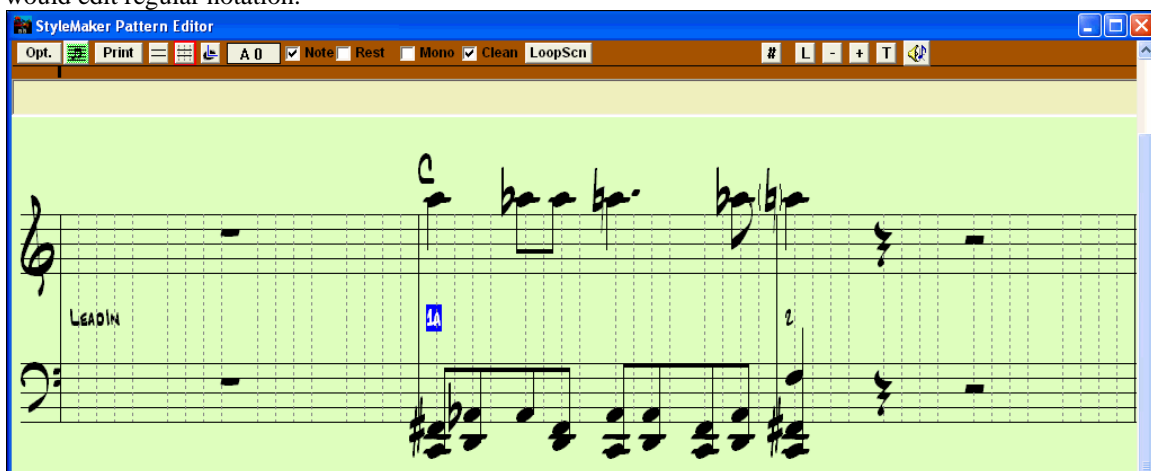 would edit regular notation.
StyleMaker Pattern Editor
Opt. Print A 0 Note Rest Mono Clean LoopScn # L - + T
C
LEADIN 1A 2